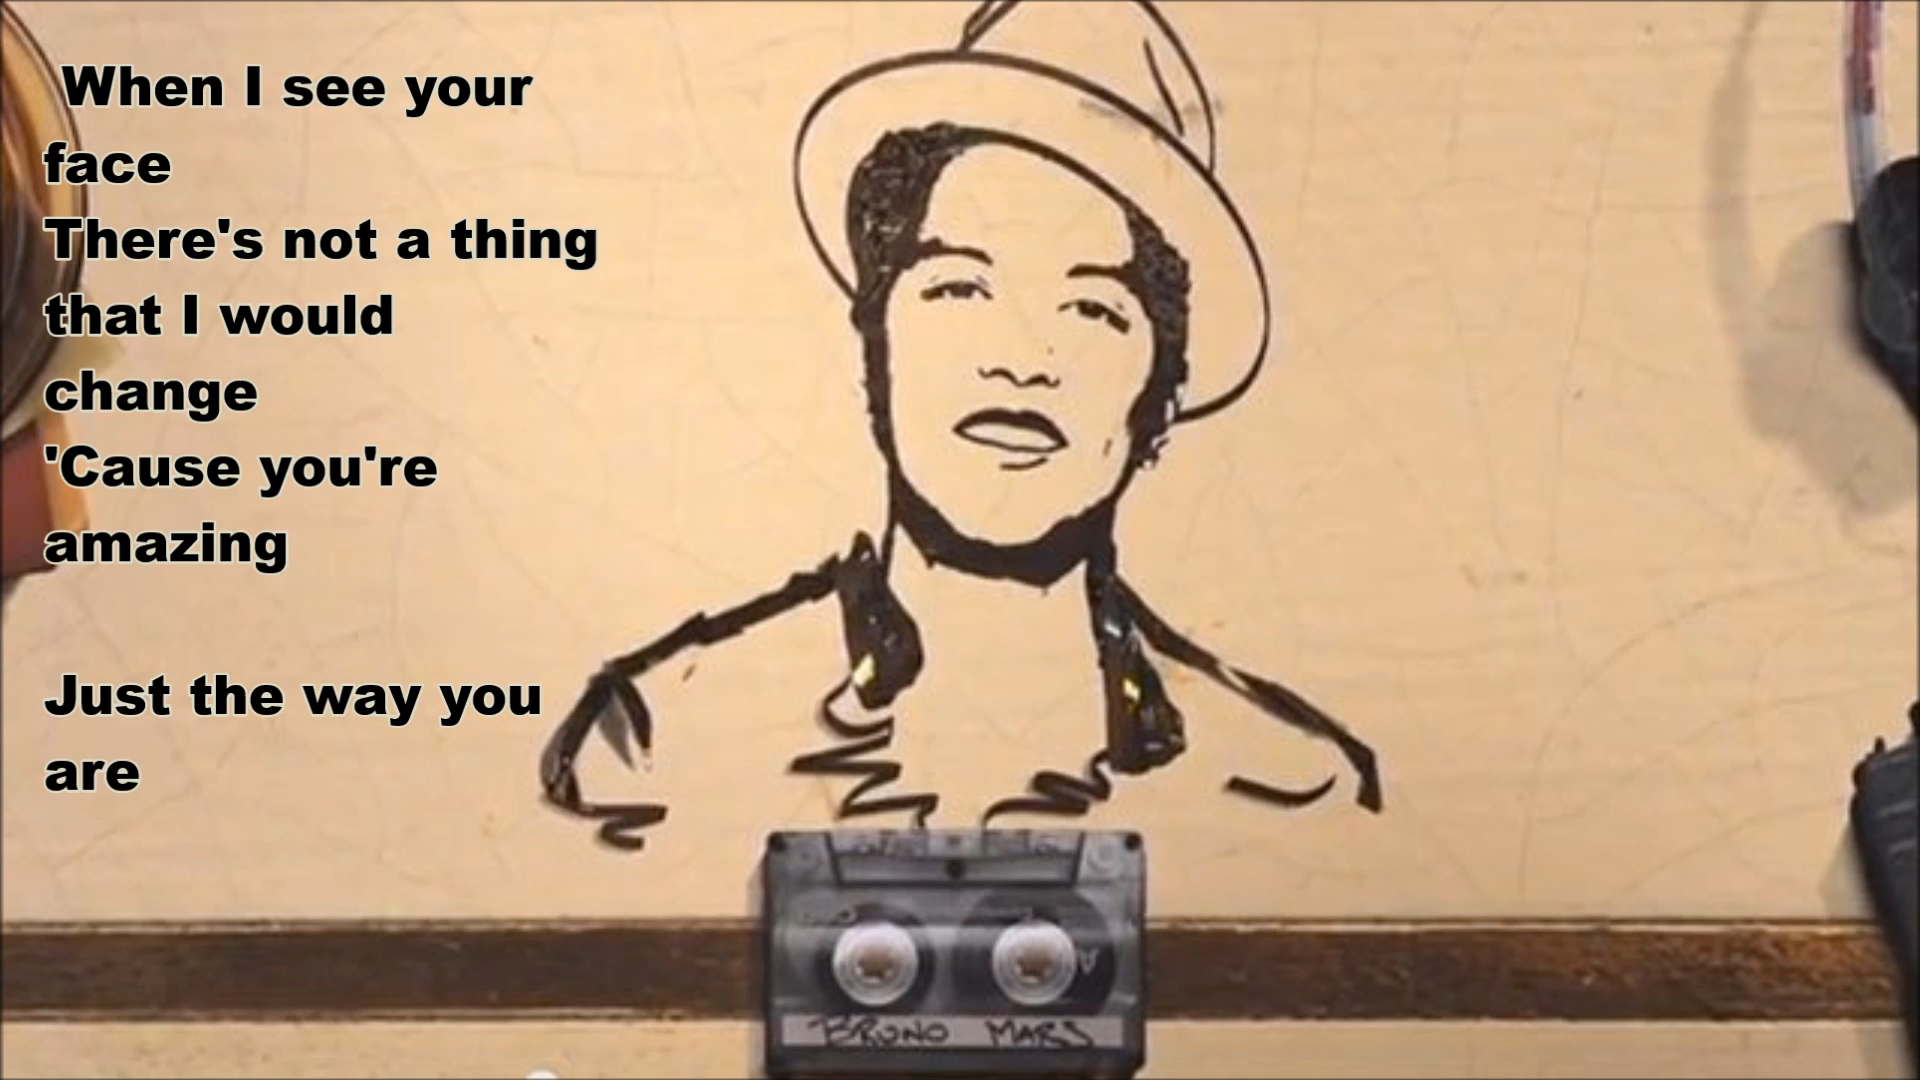 When I see your
face
There's not a thing
that I would
change
'Cause you're
amazing
Just the way you
are
BRUNO MARS